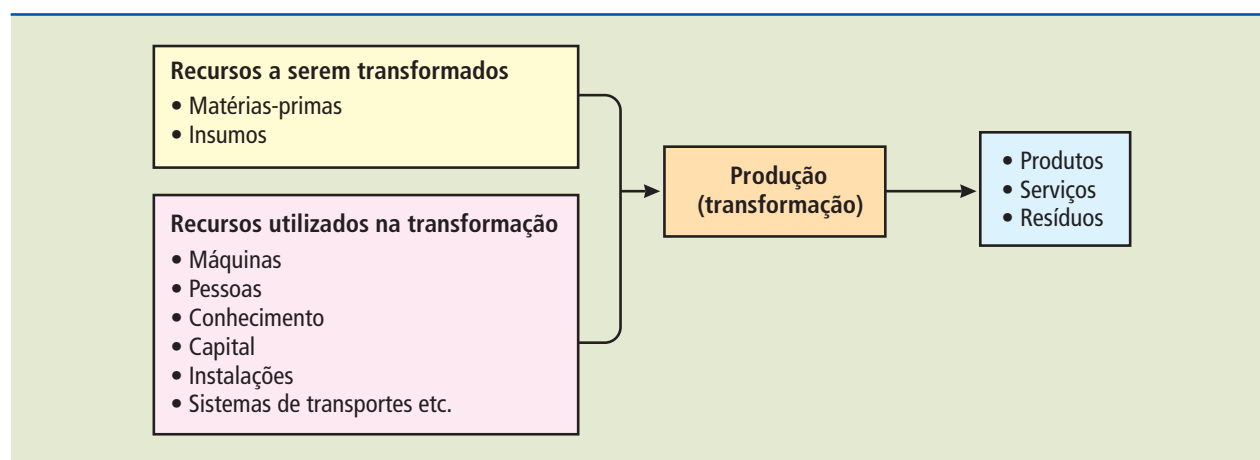 Recursos a serem transformados
• Matérias-primas
• Insumos
Recursos utilizados na transformação
• Máquinas
• Pessoas
• Conhecimento
• Capital
• Instalações
• Sistemas de transportes etc.
Produção
(transformação)
• Produtos
• Serviços
• Resíduos